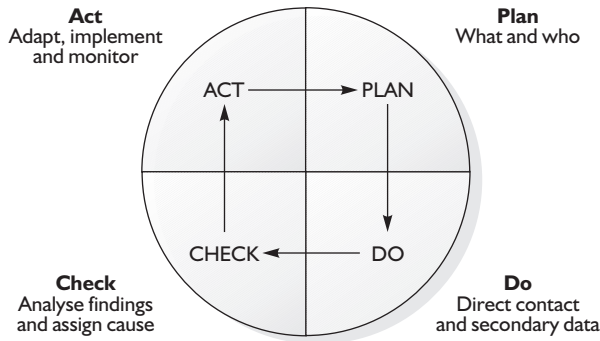 Act
Adapt, implement
and monitor
Plan
What and who
ACT
PLAN
CHECK
DO
Check
Analyse findings
and assign cause
Do
Direct contact
and secondary data